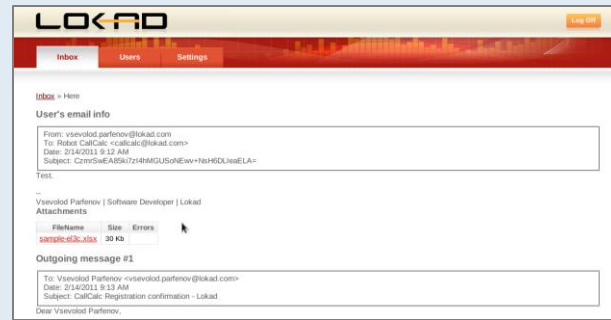 LOKAD
Log Off
Inbox Users Settings
Inbox » Here
User's email info
From: vsevolod.parfenov@lokad.com
To: Robot CallCalc <callcalc@lokad.com>
Date: 2/14/2011 9:12 AM
Subject: CzmrSwEA85ki7zI4hMGUSoNEwv+NsH6DLIeaELA=
Test.
--
Vsevolod Parfenov | Software Developer | Lokad
Attachments
FileName Size Errors
sample-el3c.xlsx 30 Kb
Outgoing message #1
To: Vsevolod Parfenov <vsevolod.parfenov@lokad.com>
Date: 2/14/2011 9:13 AM
Subject: CallCalc Registration confirmation - Lokad
Dear Vsevolod Parfenov,